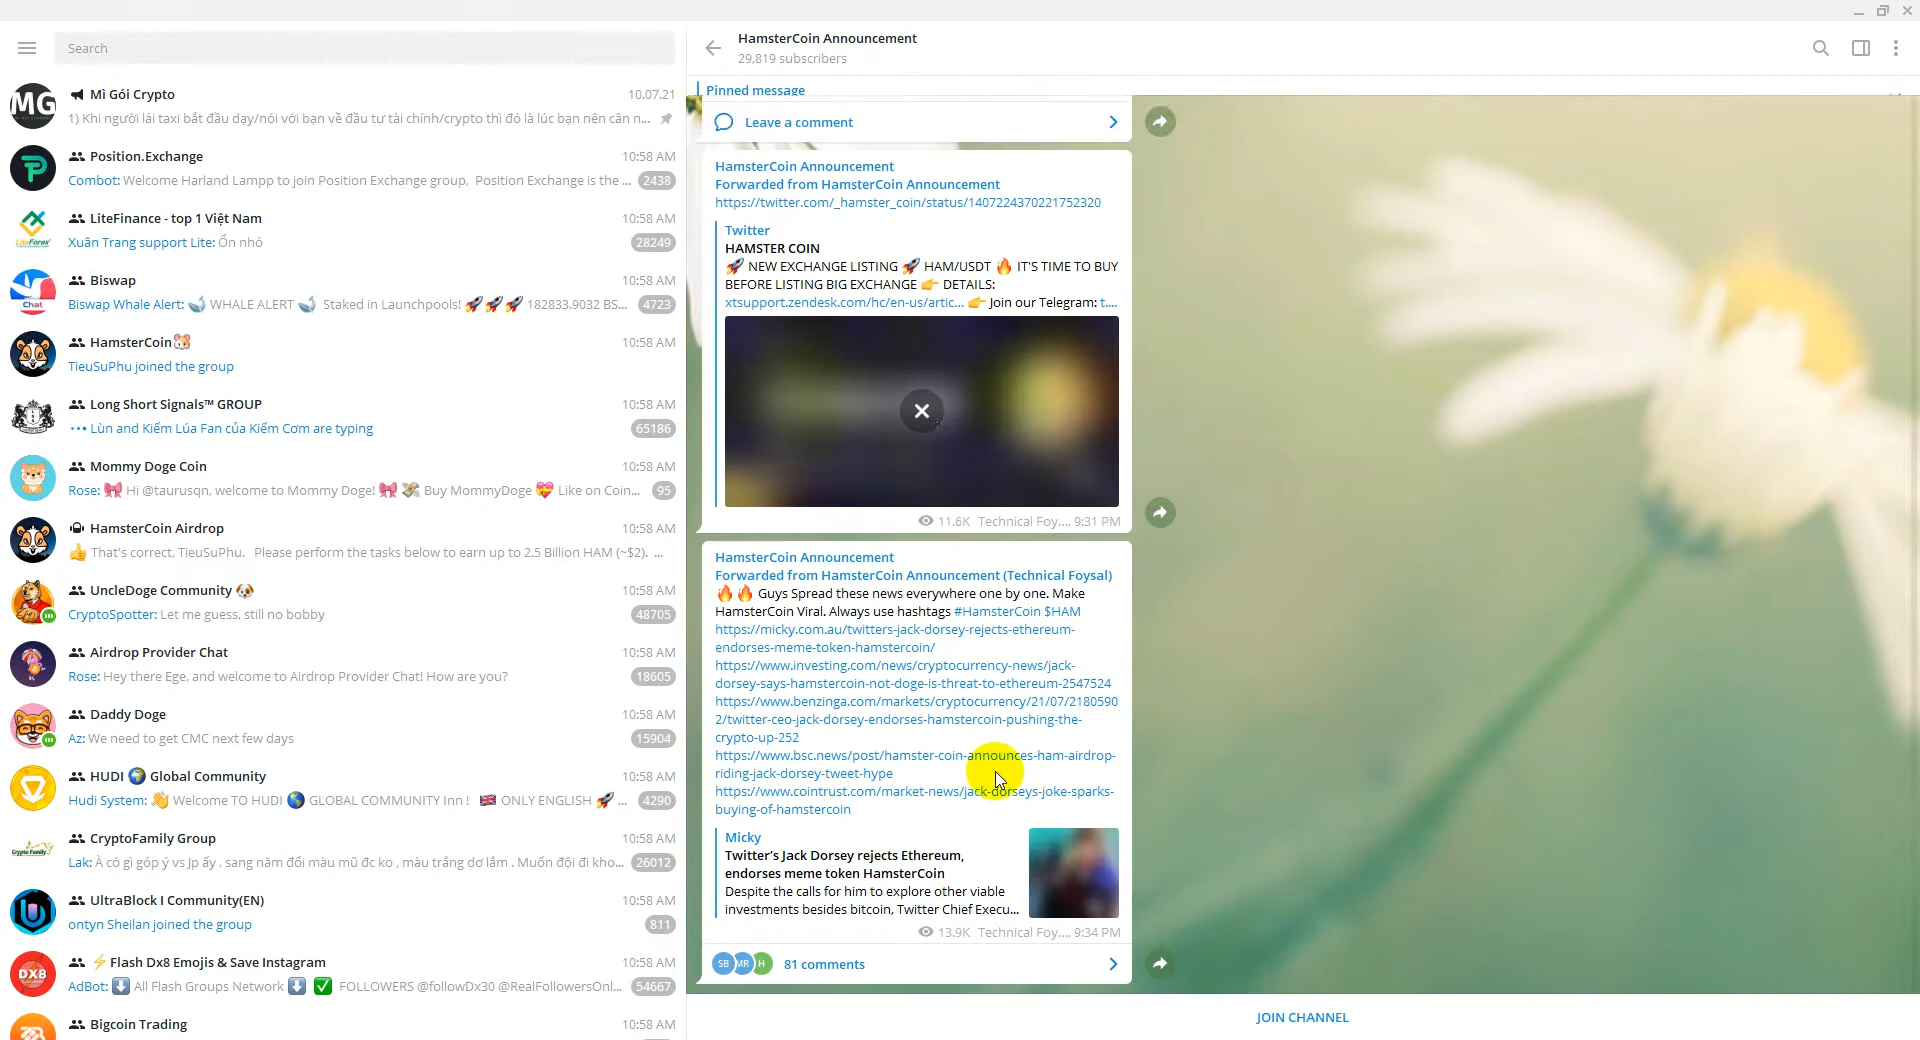 Search
MG
Mì Gói Crypto
10.07.21
1) Khi người lái taxi bắt đầu dạy/nói với bạn về đầu tư tài chính/crypto thì đó là lúc bạn nên cân n...
Position.Exchange
10:58 AM
Combot: Welcome Harland Lampp to join Position Exchange group, Position Exchange is the ...
2438
LiteForex
LiteFinance - top 1 Việt Nam
10:58 AM
Xuân Trang support Lite: Ổn nhó
28249
Chat
Biswap
10:58 AM
Biswap Whale Alert: 🐳 WHALE ALERT 🐳 Staked in Launchpools! 🚀 🚀 🚀 182833.9032 BS...
4723
HamsterCoin🐹
10:58 AM
TieuSuPhu joined the group
Long Short Signals™ GROUP
10:58 AM
••• Lùn and Kiếm Lúa Fan của Kiếm Cơm are typing
65186
Mommy Doge Coin
10:58 AM
Rose: 🎀 Hi @taurusqn, welcome to Mommy Doge! 🎀 💸 Buy MommyDoge 💝 Like on Coin...
95
HamsterCoin Airdrop
10:58 AM
👍 That's correct, TieuSuPhu. Please perform the tasks below to earn up to 2.5 Billion HAM (~$2). ...
UncleDoge Community 🐶
10:58 AM
CryptoSpotter: Let me guess, still no bobby
48705
Airdrop Provider Chat
10:58 AM
Rose: Hey there Ege, and welcome to Airdrop Provider Chat! How are you?
18605
Daddy Doge
10:58 AM
Az: We need to get CMC next few days
15904
HUDI 🌍 Global Community
10:58 AM
Hudi System: 👋 Welcome TO HUDI 🌎 GLOBAL COMMUNITY Inn ! 🇬🇧 ONLY ENGLISH 🚀 ...
4290
Crypto Family
CryptoFamily Group
10:58 AM
Lak: À có gì góp ý vs Jp ấy , sang năm đổi màu mũ đc ko , màu trắng dơ lắm . Muốn đội đi kho...
26012
UltraBlock I Community(EN)
10:58 AM
ontyn Sheilan joined the group
811
DX8
⚡Flash Dx8 Emojis & Save Instagram
10:58 AM
AdBot: ⬇ All Flash Groups Network ⬇ ✅ FOLLOWERS @followDx30 @RealFollowersOnl...
54667
Bigcoin Trading
10:58 AM
HamsterCoin Announcement
29,819 subscribers
Pinned message
Leave a comment
HamsterCoin Announcement
Forwarded from HamsterCoin Announcement
https://twitter.com/_hamster_coin/status/1407224370221752320
Twitter
HAMSTER COIN
🚀 NEW EXCHANGE LISTING 🚀 HAM/USDT 🔥 IT'S TIME TO BUY
BEFORE LISTING BIG EXCHANGE 👉 DETAILS:
xtsupport.zendesk.com/hc/en-us/artic... 👉 Join our Telegram: t....
11.6K Technical Foy..., 9:31 PM
HamsterCoin Announcement
Forwarded from HamsterCoin Announcement (Technical Foysal)
🔥🔥 Guys Spread these news everywhere one by one. Make
HamsterCoin Viral. Always use hashtags #HamsterCoin $HAM
https://micky.com.au/twitters-jack-dorsey-rejects-ethereum-
endorses-meme-token-hamstercoin/
https://www.investing.com/news/cryptocurrency-news/jack-
dorsey-says-hamstercoin-not-doge-is-threat-to-ethereum-2547524
https://www.benzinga.com/markets/cryptocurrency/21/07/2180590
2/twitter-ceo-jack-dorsey-endorses-hamstercoin-pushing-the-
crypto-up-252
https://www.bsc.news/post/hamster-coin-announces-ham-airdrop-
riding-jack-dorsey-tweet-hype
https://www.cointrust.com/market-news/jack-dorseys-joke-sparks-
buying-of-hamstercoin
Micky
Twitter's Jack Dorsey rejects Ethereum,
endorses meme token HamsterCoin
Despite the calls for him to explore other viable
investments besides bitcoin, Twitter Chief Execu...
13.9K Technical Foy..., 9:34 PM
SB MR H 81 comments
JOIN CHANNEL